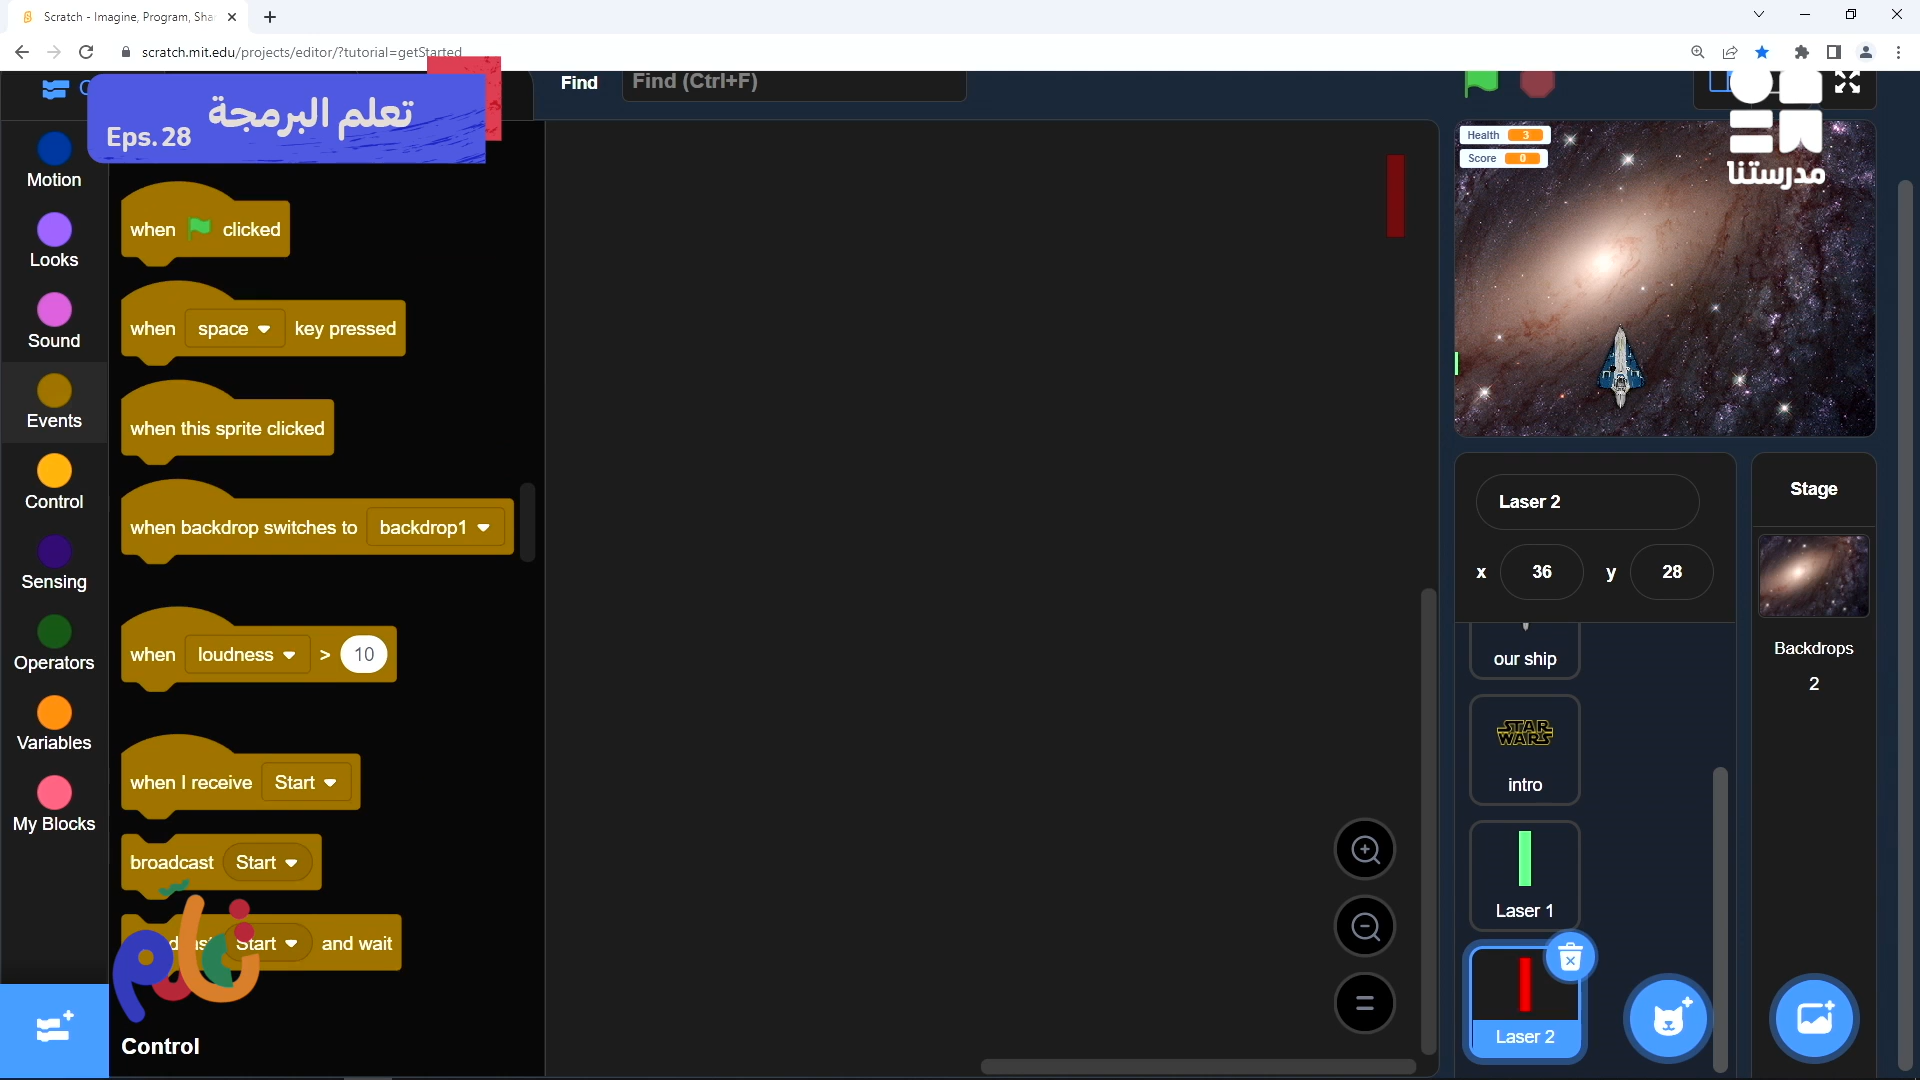 Scratch - Imagine, Program, Sha
scratch.mit.edu/projects/editor/?tutorial=getStarted
تعلم البرمجة
Eps. 28
Find
Find (Ctrl+F)
Motion
Looks
Sound
Events
Control
Sensing
Operators
Variables
My Blocks
when clicked
when space key pressed
when this sprite clicked
when backdrop switches to backdrop1
when loudness > 10
when I receive Start
broadcast Start
Start and wait
Control
Health 3
Score 0
مدرستنا
Laser 2
x 36 y 28
our ship
STAR WARS
intro
Laser 1
Laser 2
Stage
Backdrops
2